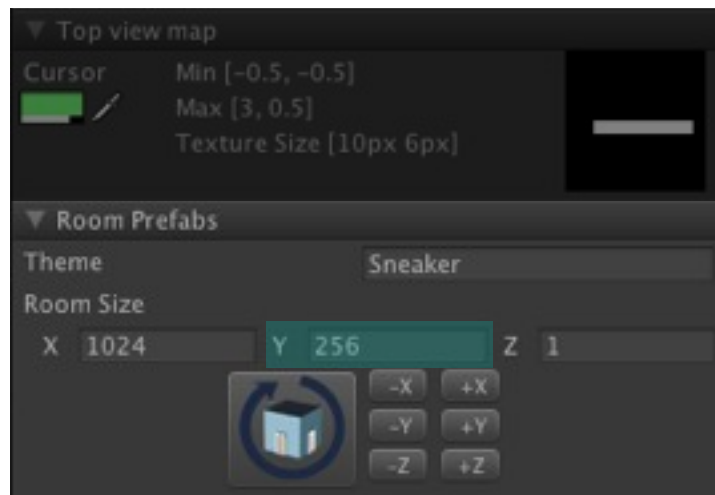 Top view map
Cursor Min [-0.5, -0.5]
Max [3, 0.5]
Texture Size [10px 6px]
Room Prefabs
Theme Sneaker
Room Size
X 1024 Y 256 Z 1
-X +X
-Y +Y
-Z +Z